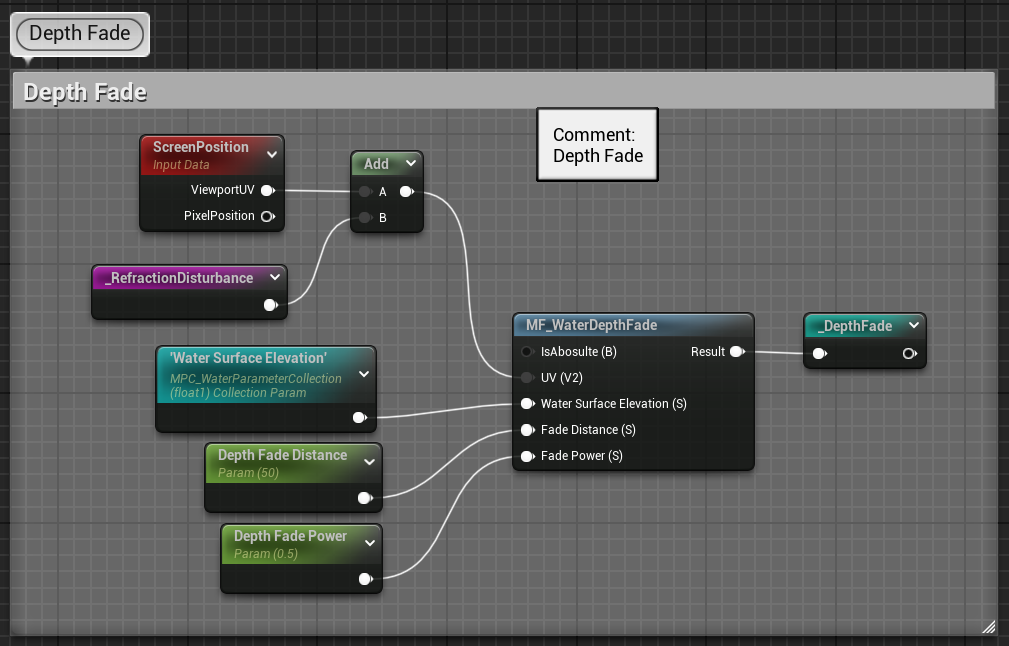 Depth Fade
Depth Fade
Comment:
Depth Fade
ScreenPosition
Input Data
ViewportUV
PixelPosition
Add
A
B
_RefractionDisturbance
'Water Surface Elevation'
MPC_WaterParameterCollection
(float1) Collection Param
Depth Fade Distance
Param (50)
Depth Fade Power
Param (0.5)
MF_WaterDepthFade
IsAbosulte (B)
Result
UV (V2)
Water Surface Elevation (S)
Fade Distance (S)
Fade Power (S)
_DepthFade